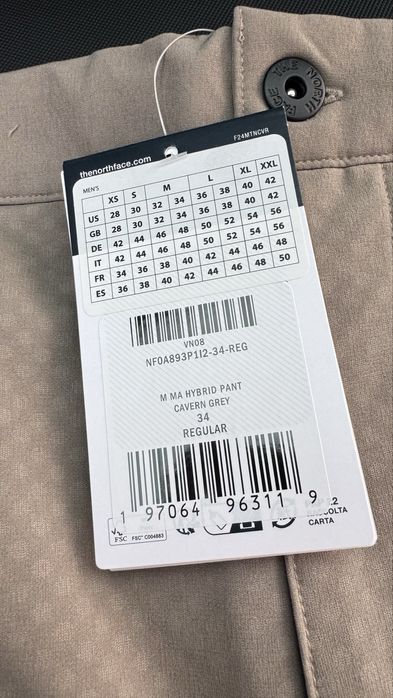 THE NORTH FACE
thenorthface.com
F24MTNCVR
MEN'S
XS S M L XL XXL
US 28 30 32 34 36 38 40 42
GB 28 30 32 34 36 38 40 42
DE 42 44 46 48 50 52 54 56
IT 42 44 46 48 50 52 54 56
FR 34 36 38 40 42 44 46 48
ES 36 38 40 42 44 46 48 50
VN08
NF0A893P1I2-34-REG
M MA HYBRID PANT
CAVERN GREY
34
REGULAR
1 97064 96311 9
FSC
FSC® C004883
CARTA